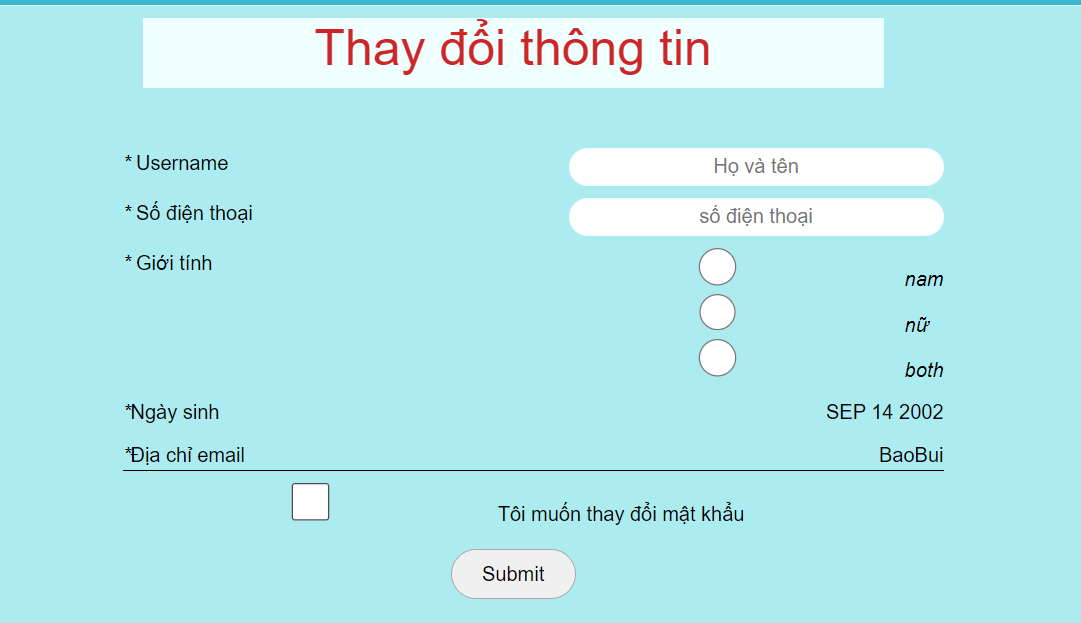 Thay đổi thông tin
* Username Họ và tên
* Số điện thoại số điện thoại
* Giới tính nam
nữ
both
*Ngày sinh SEP 14 2002
*Địa chỉ email BaoBui
Tôi muốn thay đổi mật khẩu
Submit